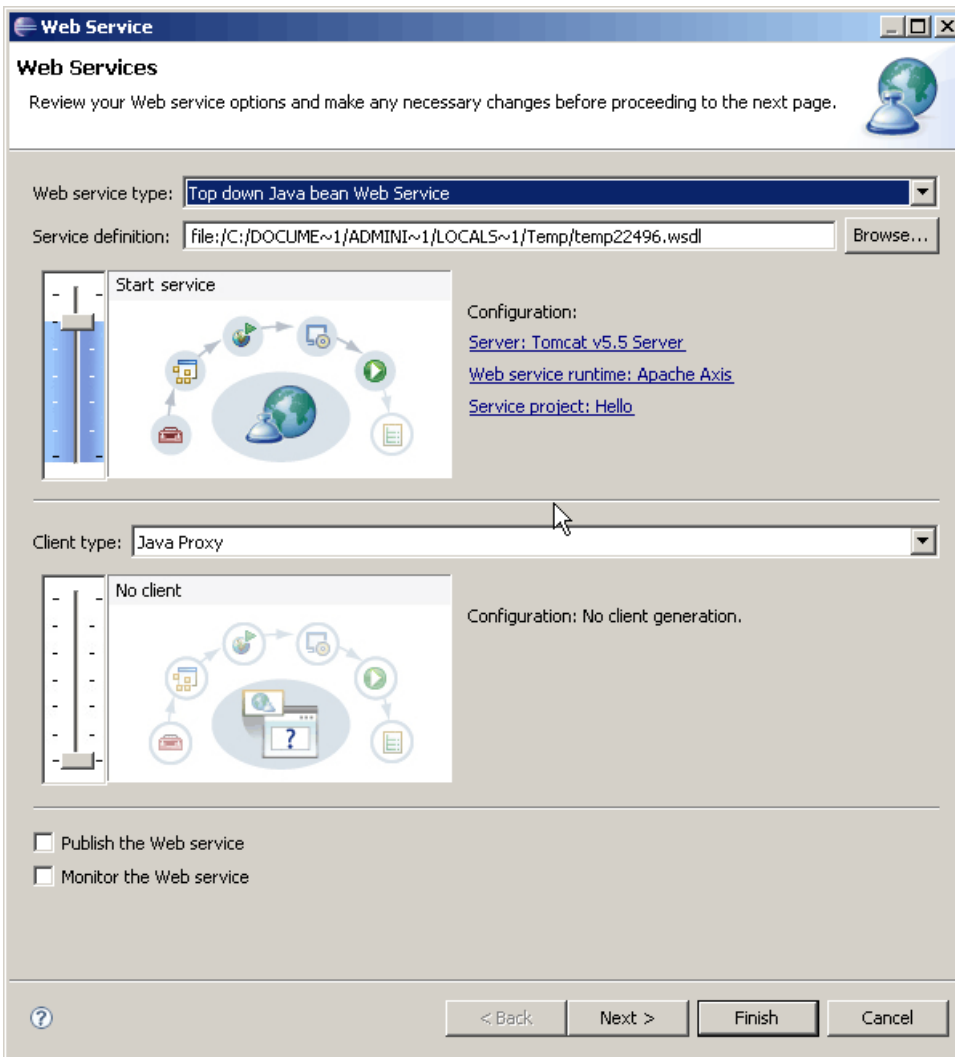 Web Service
Web Services
Review your Web service options and make any necessary changes before proceeding to the next page.
Web service type: Top down Java bean Web Service
Service definition: file:/C:/DOCUME~1/ADMINI~1/LOCALS~1/Temp/temp22496.wsdl Browse...
Start service
Configuration:
Server: Tomcat v5.5 Server
Web service runtime: Apache Axis
Service project: Hello
Client type: Java Proxy
No client
Configuration: No client generation.
?
Publish the Web service
Monitor the Web service
? < Back Next > Finish Cancel